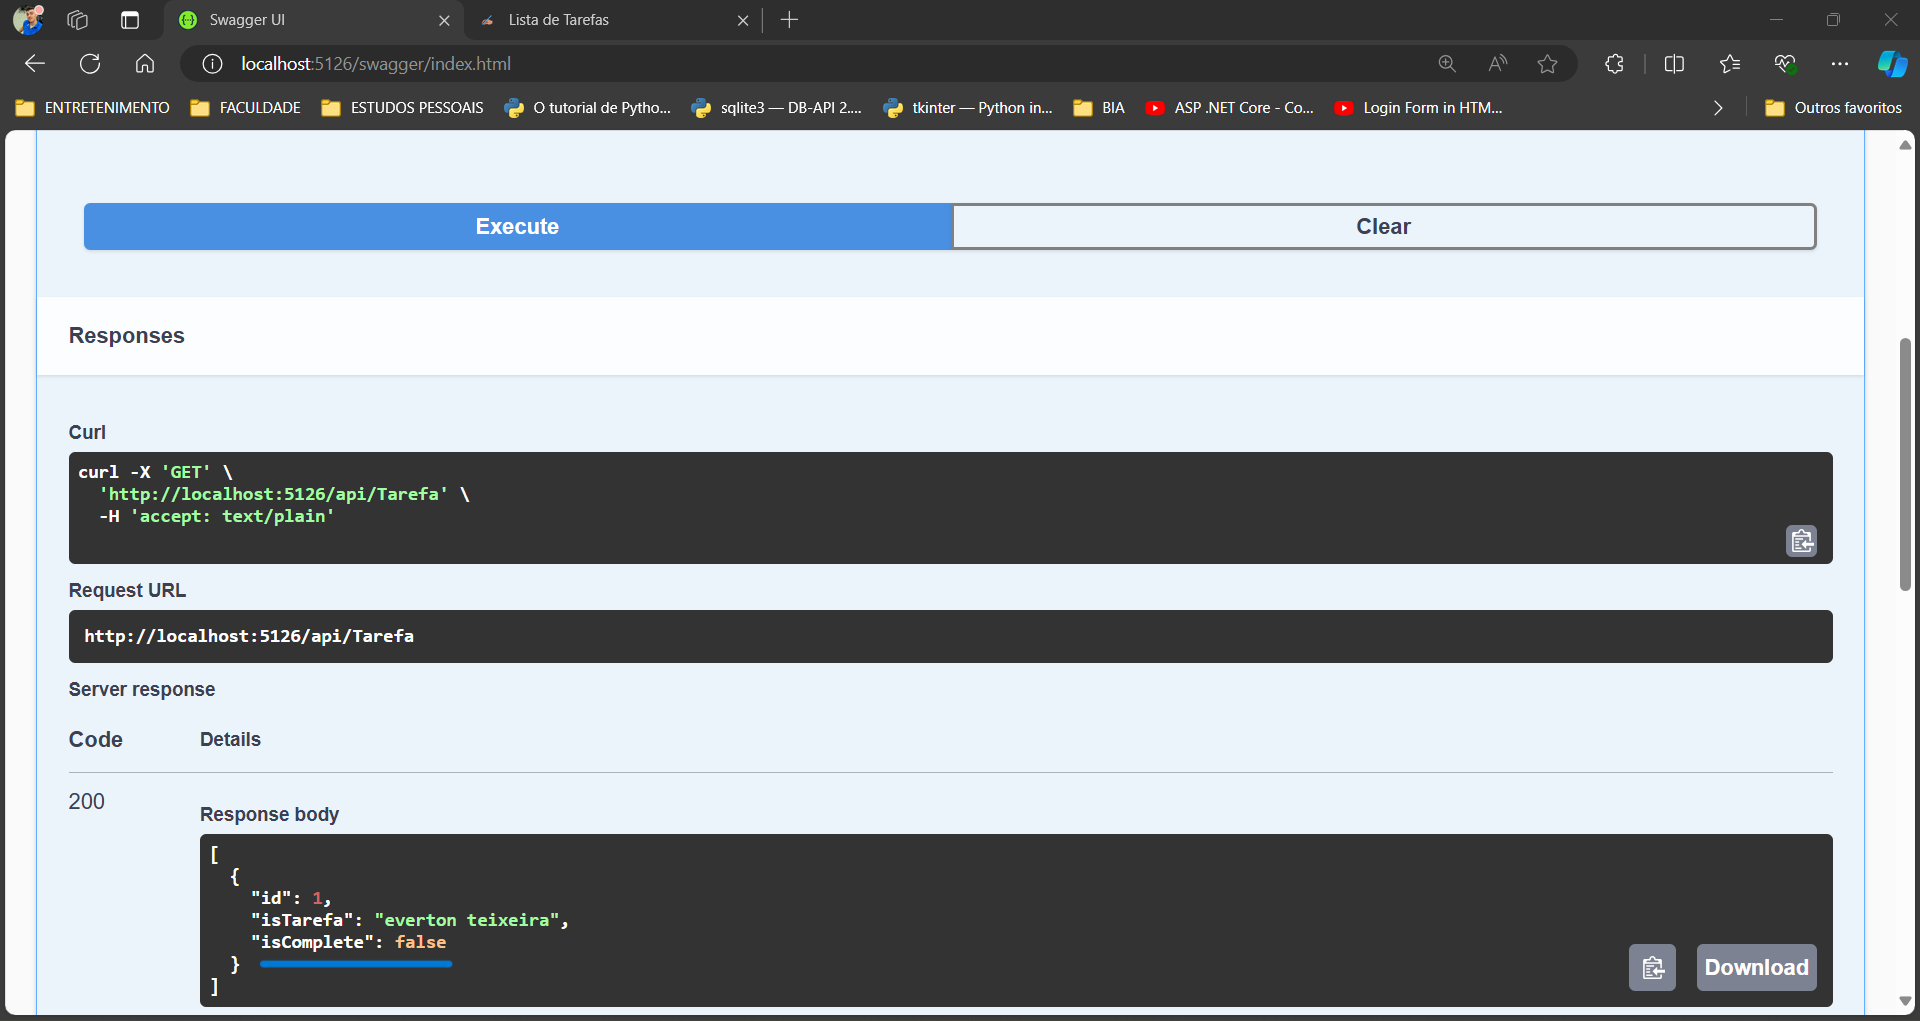 Swagger UI
Lista de Tarefas
localhost:5126/swagger/index.html
ENTRETENIMENTO
FACULDADE
ESTUDOS PESSOAIS
O tutorial de Pytho...
sqlite3 — DB-API 2....
tkinter — Python in...
BIA
ASP .NET Core - Co...
Login Form in HTM...
Outros favoritos
Execute
Clear
Responses
Curl
curl -X 'GET' \
'http://localhost:5126/api/Tarefa' \
-H 'accept: text/plain'
Request URL
http://localhost:5126/api/Tarefa
Server response
Code
Details
200
Response body
[
{
"id": 1,
"isTarefa": "everton teixeira",
"isComplete": false
}
]
Download